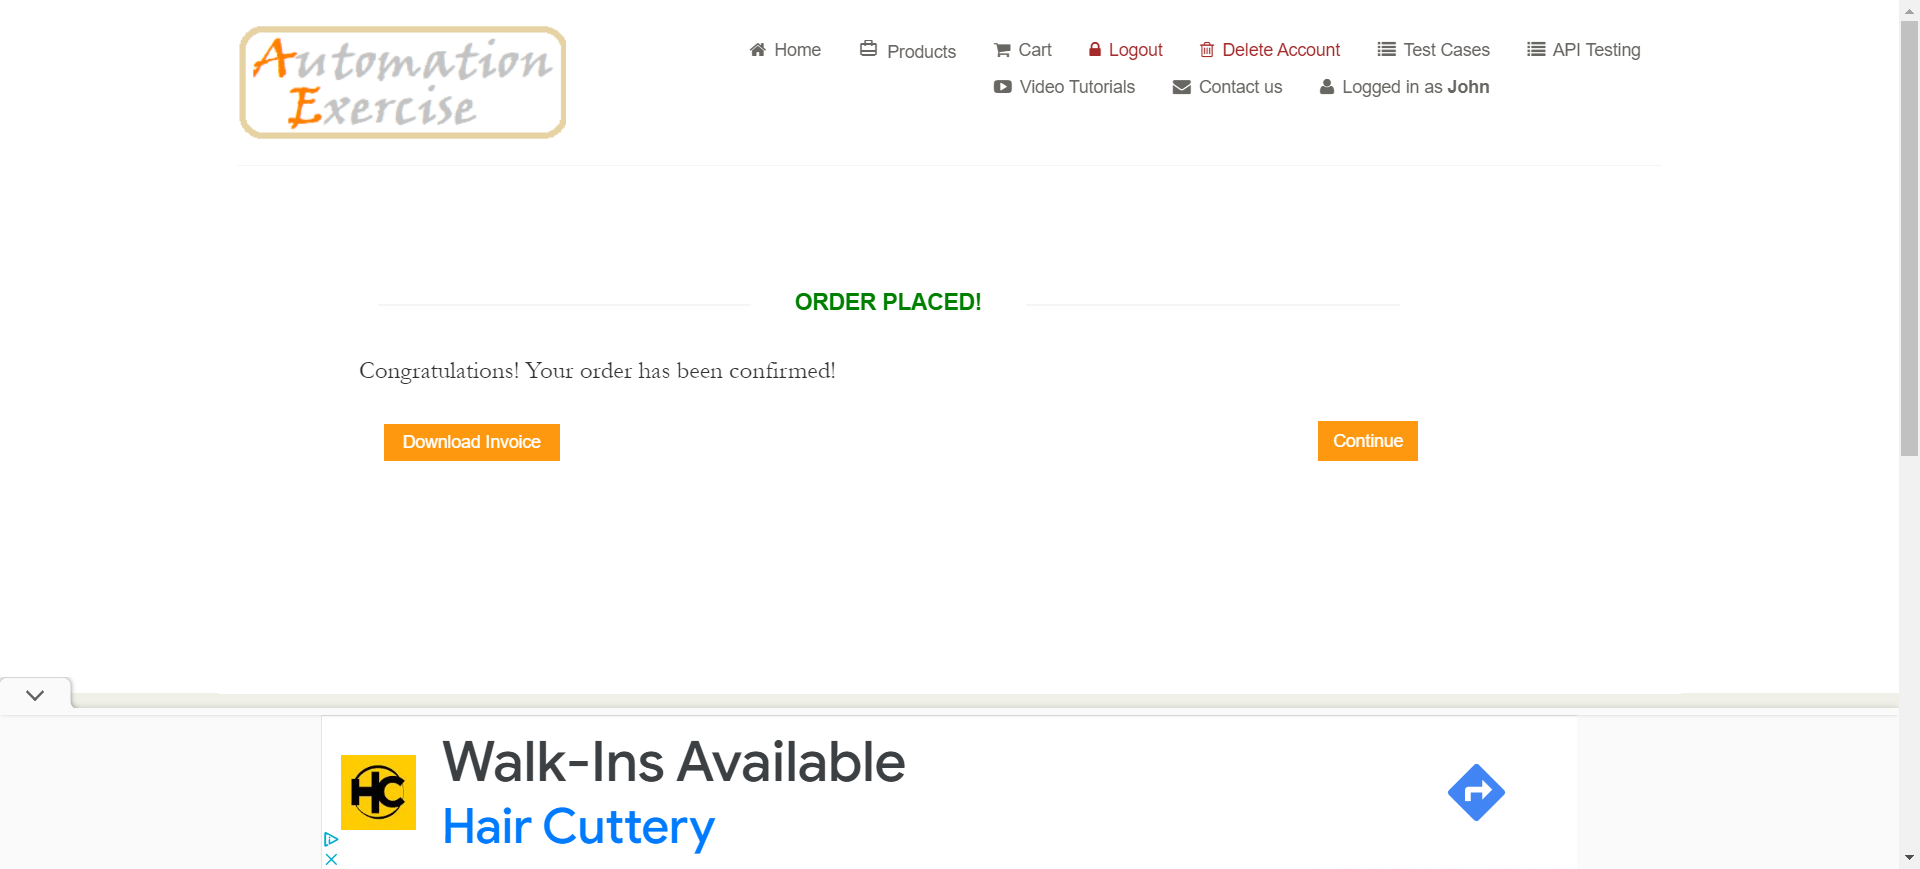 Automation
Exercise
Home Products Cart Logout Delete Account Test Cases API Testing
Video Tutorials Contact us Logged in as John
ORDER PLACED!
Congratulations! Your order has been confirmed!
Download Invoice Continue
HC
Walk-Ins Available
Hair Cuttery